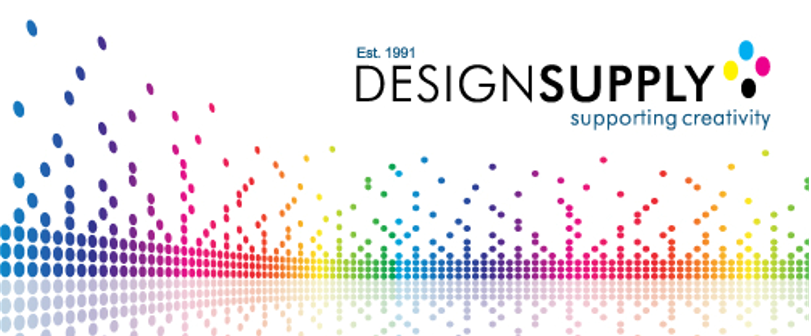 Est. 1991
DESIGNSUPPLY
supporting creativity